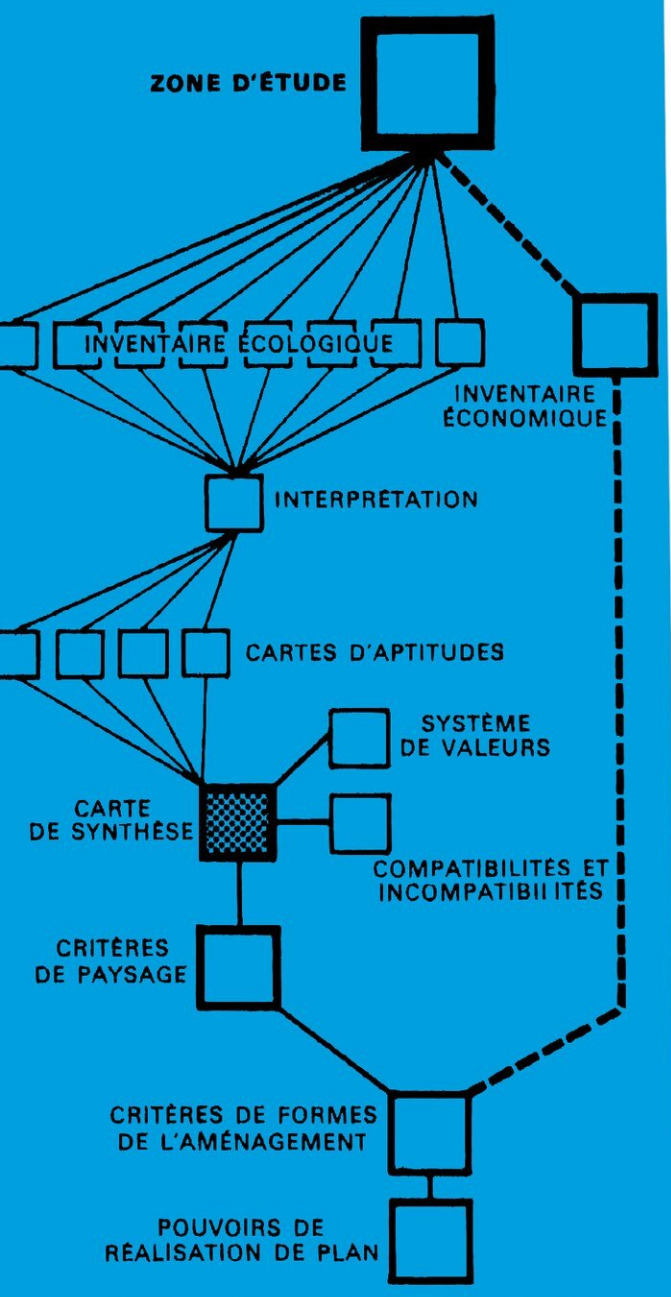 ZONE D'ÉTUDE
INVENTAIRE ÉCOLOGIQUE
INVENTAIRE
ÉCONOMIQUE
INTERPRÉTATION
CARTES D'APTITUDES
SYSTÈME
DE VALEURS
CARTE
DE SYNTHÈSE
COMPATIBILITÉS ET
INCOMPATIBILITÉS
CRITÈRES
DE PAYSAGE
CRITÈRES DE FORMES
DE L'AMÉNAGEMENT
POUVOIRS DE
RÉALISATION DE PLAN